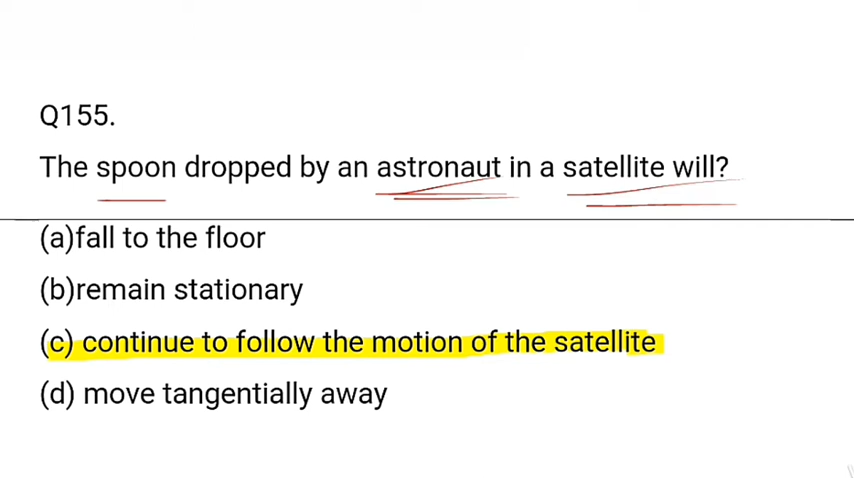 Q155.
The spoon dropped by an astronaut in a satellite will?
(a)fall to the floor
(b)remain stationary
(c) continue to follow the motion of the satellite
(d) move tangentially away